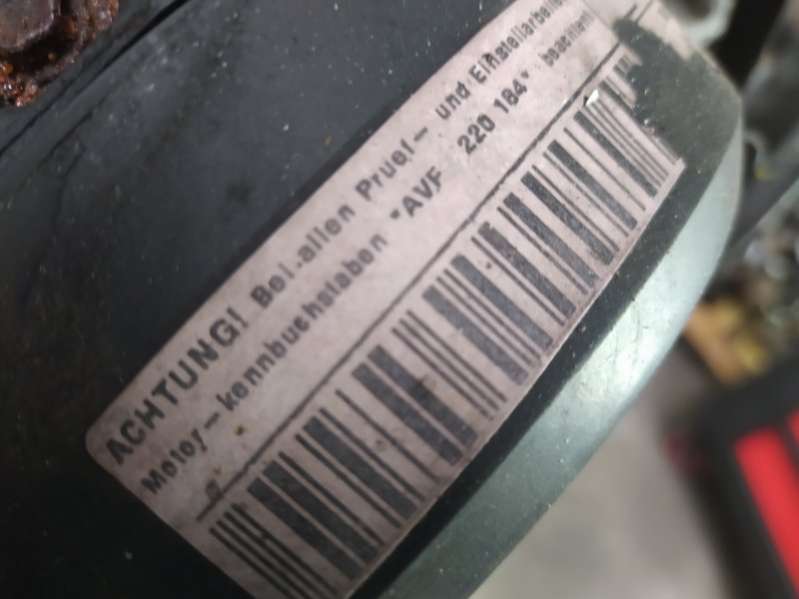 ACHTUNG! Bei allen Pruef- und Einstellarbeiten
Motor-kennbuchstaben "AVF 220 184" beachten!